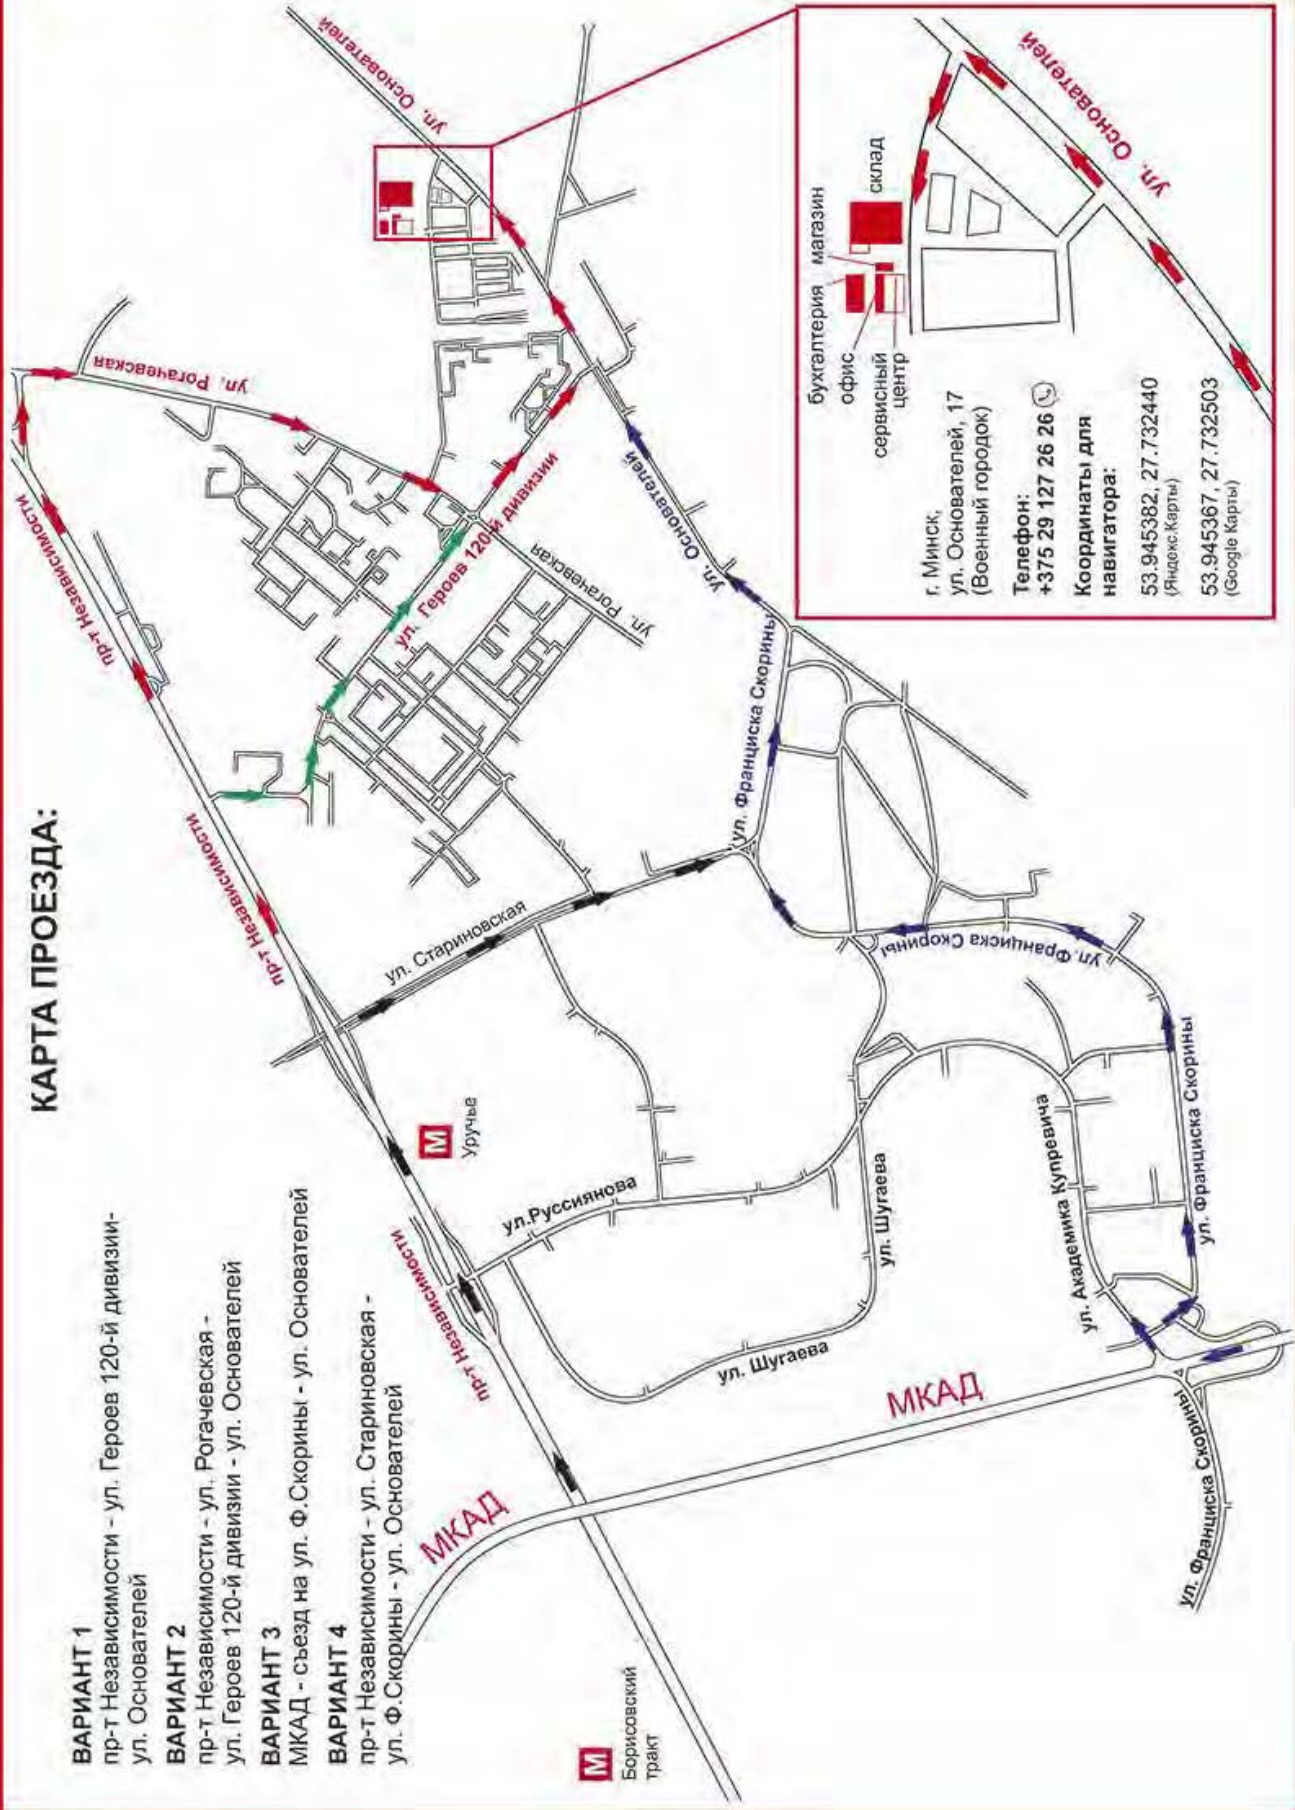 КАРТА ПРОЕЗДА:
ВАРИАНТ 1
пр-т Независимости - ул. Героев 120-й дивизии-
ул. Основателей
ВАРИАНТ 2
пр-т Независимости - ул. Рогачевская -
ул. Героев 120-й дивизии - ул. Основателей
ВАРИАНТ 3
МКАД - съезд на ул. Ф.Скорины - ул. Основателей
ВАРИАНТ 4
пр-т Независимости - ул. Стариновская -
ул. Ф.Скорины - ул. Основателей
М
Борисовский
тракт
МКАД
МКАД
пр-т Независимости
М
Уручье
пр-т Независимости
пр-т Независимости
пр-т Независимости
ул. Рогачевская
ул. Героев 120-й дивизии
ул. Рогачевская
ул. Стариновская
ул.Руссиянова
ул. Шугаева
ул. Шугаева
ул. Академика Купревича
ул. Франциска Скорины
ул. Франциска Скорины
ул. Франциска Скорины
ул. Франциска Скорины
ул. Основателей
ул. Основателей
бухгалтерия
магазин
офис
склад
сервисный
центр
ул. Основателей
г. Минск,
ул. Основателей, 17
(Военный городок)
Телефон:
+375 29 127 26 26
Координаты для
навигатора:
53.945382, 27.732440
(Яндекс.Карты)
53.945367, 27.732503
(Google Карты)